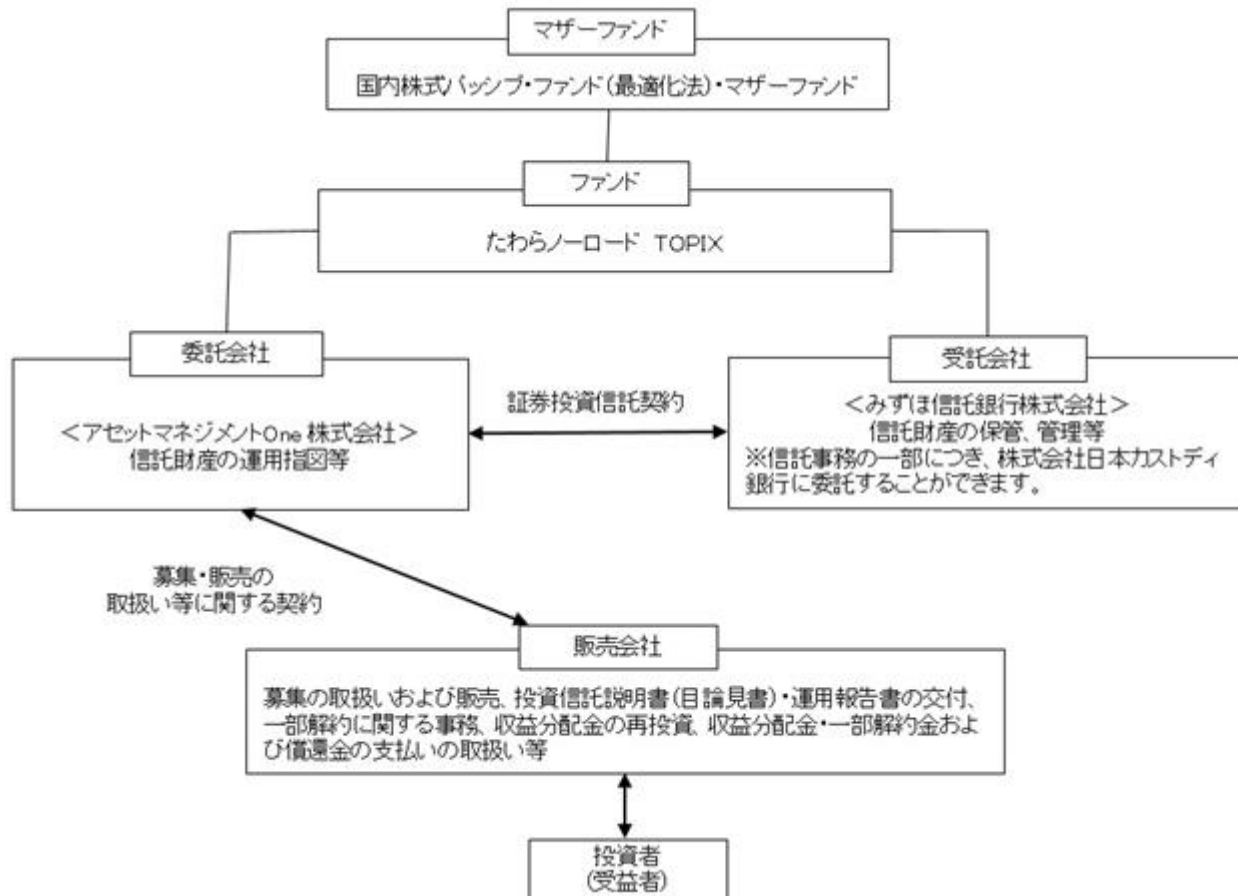 マザーファンド
国内株式パッシブ・ファンド(最適化法)・マザーファンド
ファンド
たわらノーロード TOPIX
委託会社
<アセットマネジメントOne 株式会社>
信託財産の運用指図等
証券投資信託契約
受託会社
<みずほ信託銀行株式会社>
信託財産の保管、管理等
※信託事務の一部につき、株式会社日本カストディ
銀行に委託することができます。
募集・販売の
取扱い等に関する契約
販売会社
募集の取扱いおよび販売、投資信託説明書(目論見書)・運用報告書の交付、
一部解約に関する事務、収益分配金の再投資、収益分配金・一部解約金およ
び償還金の支払いの取扱い等
投資者
(受益者)